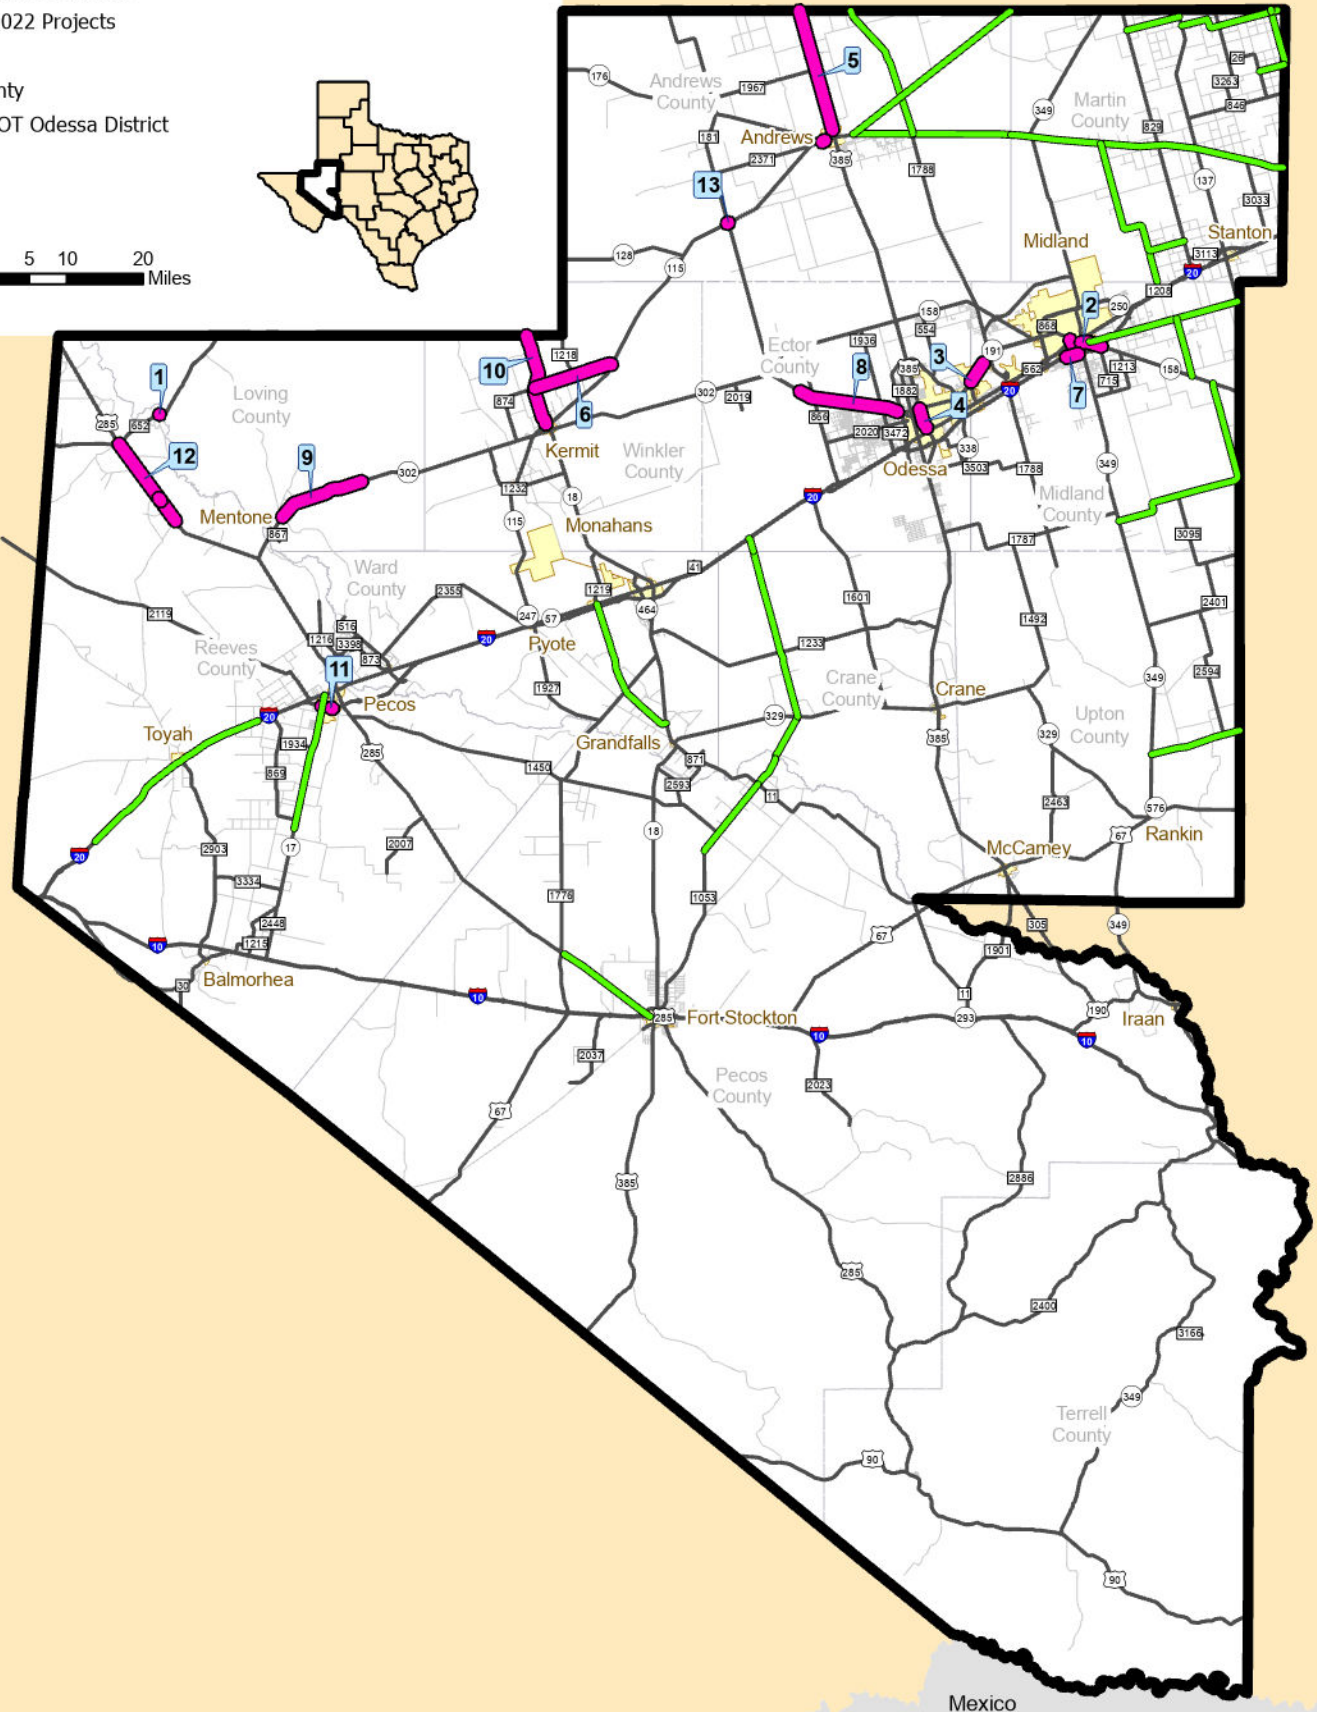 022 Projects
nty
OT Odessa District
5 10 20
Miles
176
Andrews
County
1967
5
349
Martin
County
26
3263
846
829
181
Andrews
2371
385
1788
13
137
3033
Stanton
Midland
128
115
3113
20
1208
2
250
158
554
868
1936
Ector
County
3
191
10
1218
1
Loving
County
285
652
874
6
302
2019
8
385
1882
662
1213
715
7
158
866
4
20
2020
3472
338
Odessa
3503
1788
349
Kermit
Winkler
County
12
9
302
1232
18
115
Monahans
20
Midland
County
Mentone
867
1787
3095
Ward
County
41
2355
1219
464
2119
247
57
1601
1492
2401
516
1216
3398
873
20
Pyote
1233
Reeves
County
11
Pecos
1927
Crane
County
Crane
349
2594
20
Toyah
1934
285
329
Grandfalls
385
329
Upton
County
869
1450
871
2593
11
2463
576
Rankin
67
18
20
17
2903
2007
McCamey
3334
1776
1053
2448
1215
10
Balmorhea
30
10
67
305
349
1901
11
285
Fort Stockton
293
190
Iraan
10
10
2037
Pecos
County
2023
67
385
2886
285
2400
3166
349
Terrell
County
90
90
Mexico